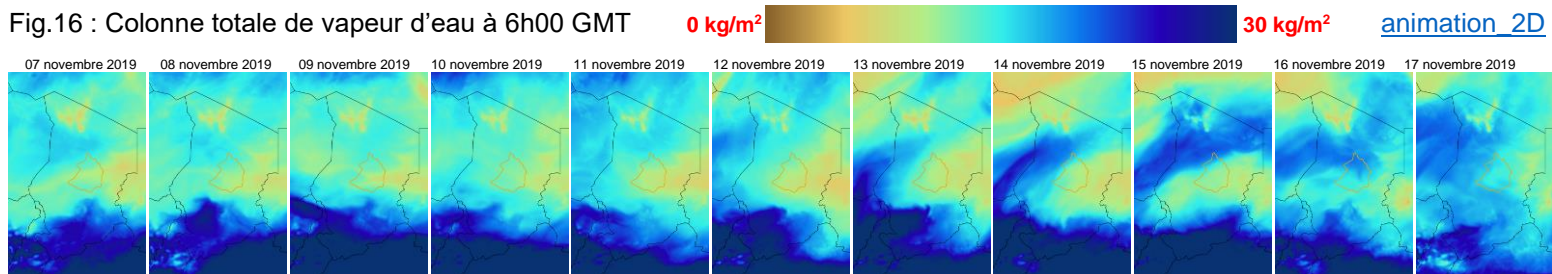 Fig.16 : Colonne totale de vapeur d’eau à 6h00 GMT 0 kg/m² 30 kg/m² animation_2D
07 novembre 2019 08 novembre 2019 09 novembre 2019 10 novembre 2019 11 novembre 2019 12 novembre 2019 13 novembre 2019 14 novembre 2019 15 novembre 2019 16 novembre 2019 17 novembre 2019